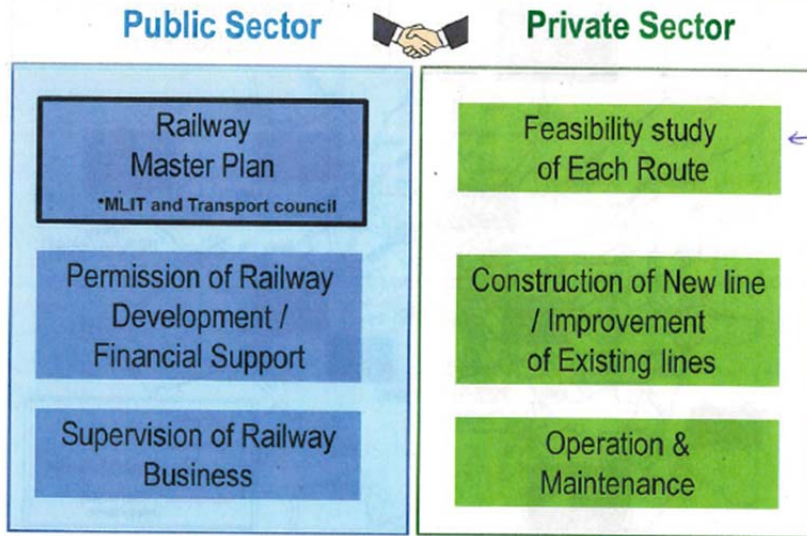 Public Sector
Private Sector
Railway
Master Plan
*MLIT and Transport council
Permission of Railway
Development /
Financial Support
Supervision of Railway
Business
Feasibility study
of Each Route
Construction of New line
/ Improvement
of Existing lines
Operation &
Maintenance